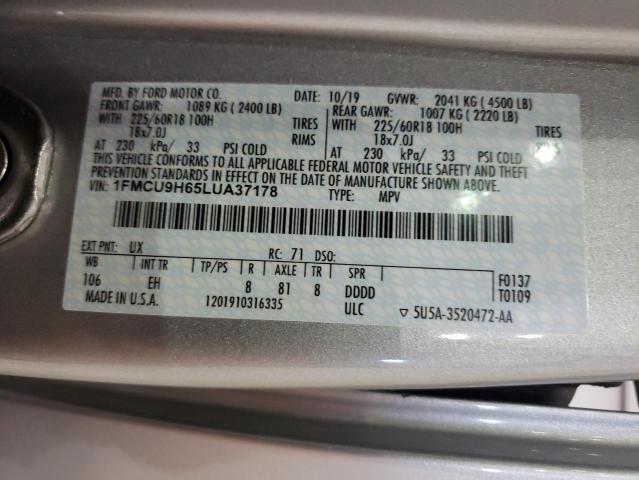 MFD. BY FORD MOTOR CO. DATE: 10/19 GVWR: 2041 KG ( 4500 LB)
FRONT GAWR: 1089 KG ( 2400 LB) REAR GAWR: 1007 KG ( 2220 LB)
WITH 225/60R18 100H TIRES WITH 225/60R18 100H TIRES
18x7.0J RIMS 18x7.0J
AT 230 kPa/ 33 PSI COLD AT 230 kPa/ 33 PSI COLD
THIS VEHICLE CONFORMS TO ALL APPLICABLE FEDERAL MOTOR VEHICLE SAFETY AND THEFT
PREVENTION STANDARDS IN EFFECT ON THE DATE OF MANUFACTURE SHOWN ABOVE.
VIN: 1FMCU9H65LUA37178 TYPE: MPV
EXT PNT: UX RC: 71 DSO:
WB INT TR TP/PS R AXLE TR SPR F0137
106 EH 8 81 8 DDDD T0109
MADE IN U.S.A. 1201910316335 ULC ▽ 5U5A-3520472-AA